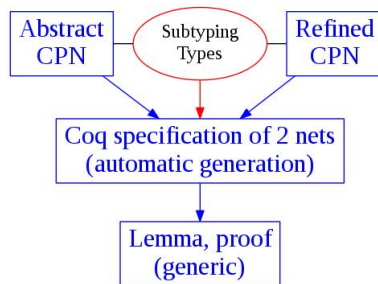 Abstract
CPN
Subtyping
Types
Refined
CPN
Coq specification of 2 nets
(automatic generation)
Lemma, proof
(generic)